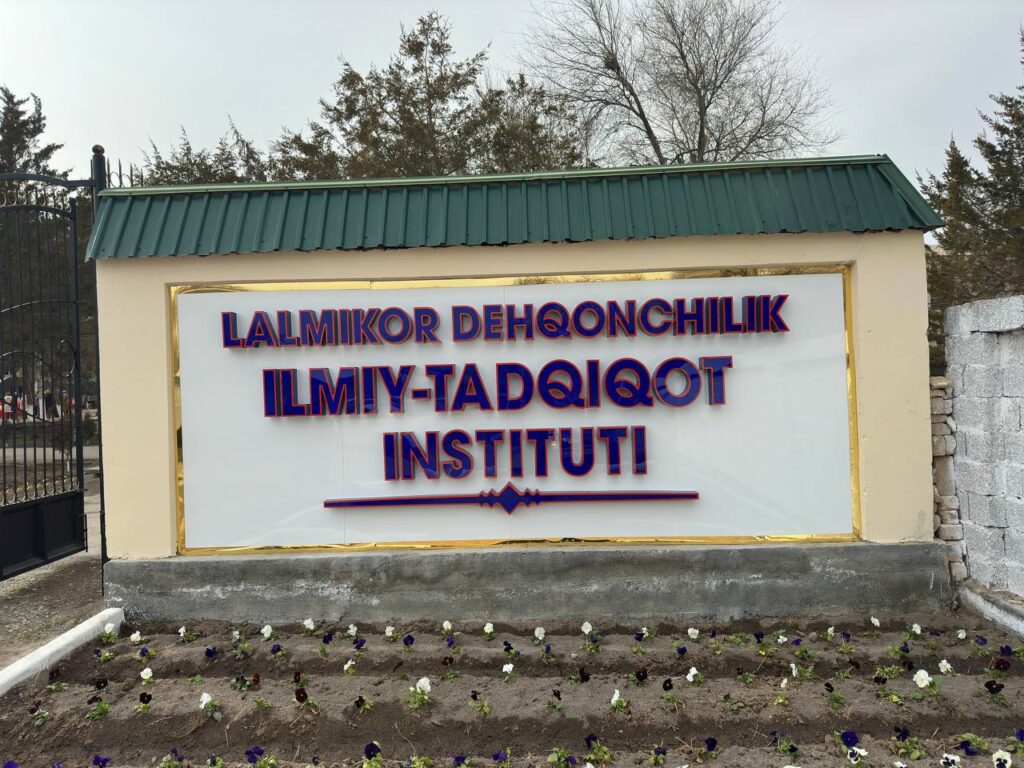 LALMIKOR DEHQONCHILIK
ILMIY-TADQIQOT
INSTITUTI